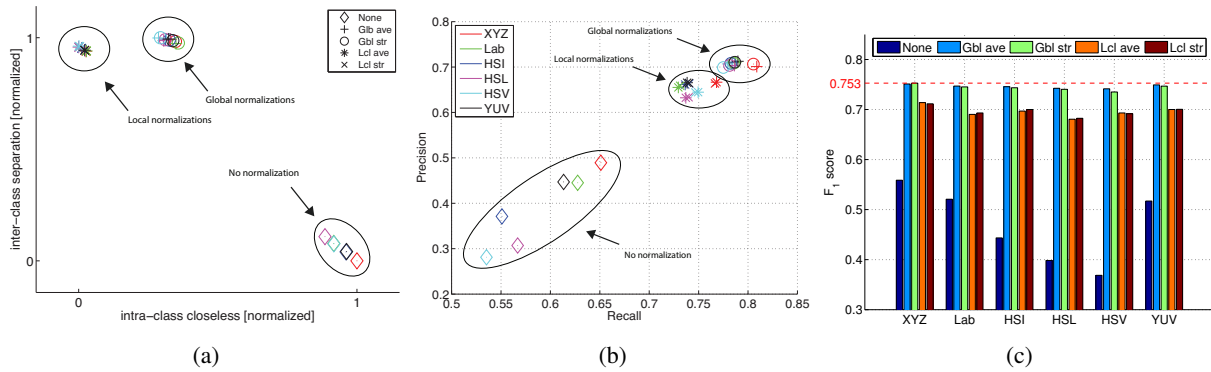 inter-class separation [normalized]
1
0
0
1
intra-class closeless [normalized]
None
Glb ave
Gbl str
Lcl ave
Lcl str
Global normalizations
Local normalizations
No normalization
(a)
Precision
0.8
0.7
0.6
0.5
0.4
0.3
0.2
0.5
0.55
0.6
0.65
0.7
0.75
0.8
0.85
Recall
XYZ
Lab
HSI
HSL
HSV
YUV
Global normalizations
Local normalizations
No normalization
(b)
None
Gbl ave
Gbl str
Lcl ave
Lcl str
F1 score
0.8
0.753
0.7
0.6
0.5
0.4
0.3
XYZ
Lab
HSI
HSL
HSV
YUV
(c)